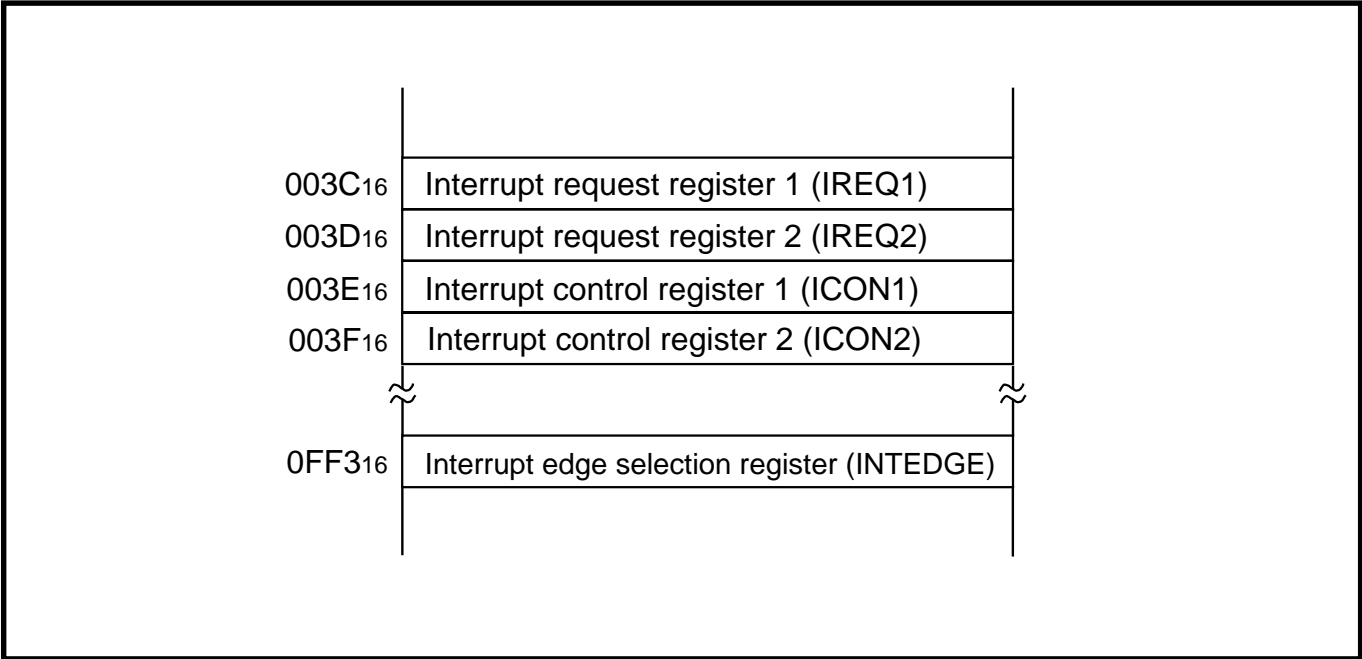 003C16 Interrupt request register 1 (IREQ1)
003D16 Interrupt request register 2 (IREQ2)
003E16 Interrupt control register 1 (ICON1)
003F16 Interrupt control register 2 (ICON2)
0FF316 Interrupt edge selection register (INTEDGE)